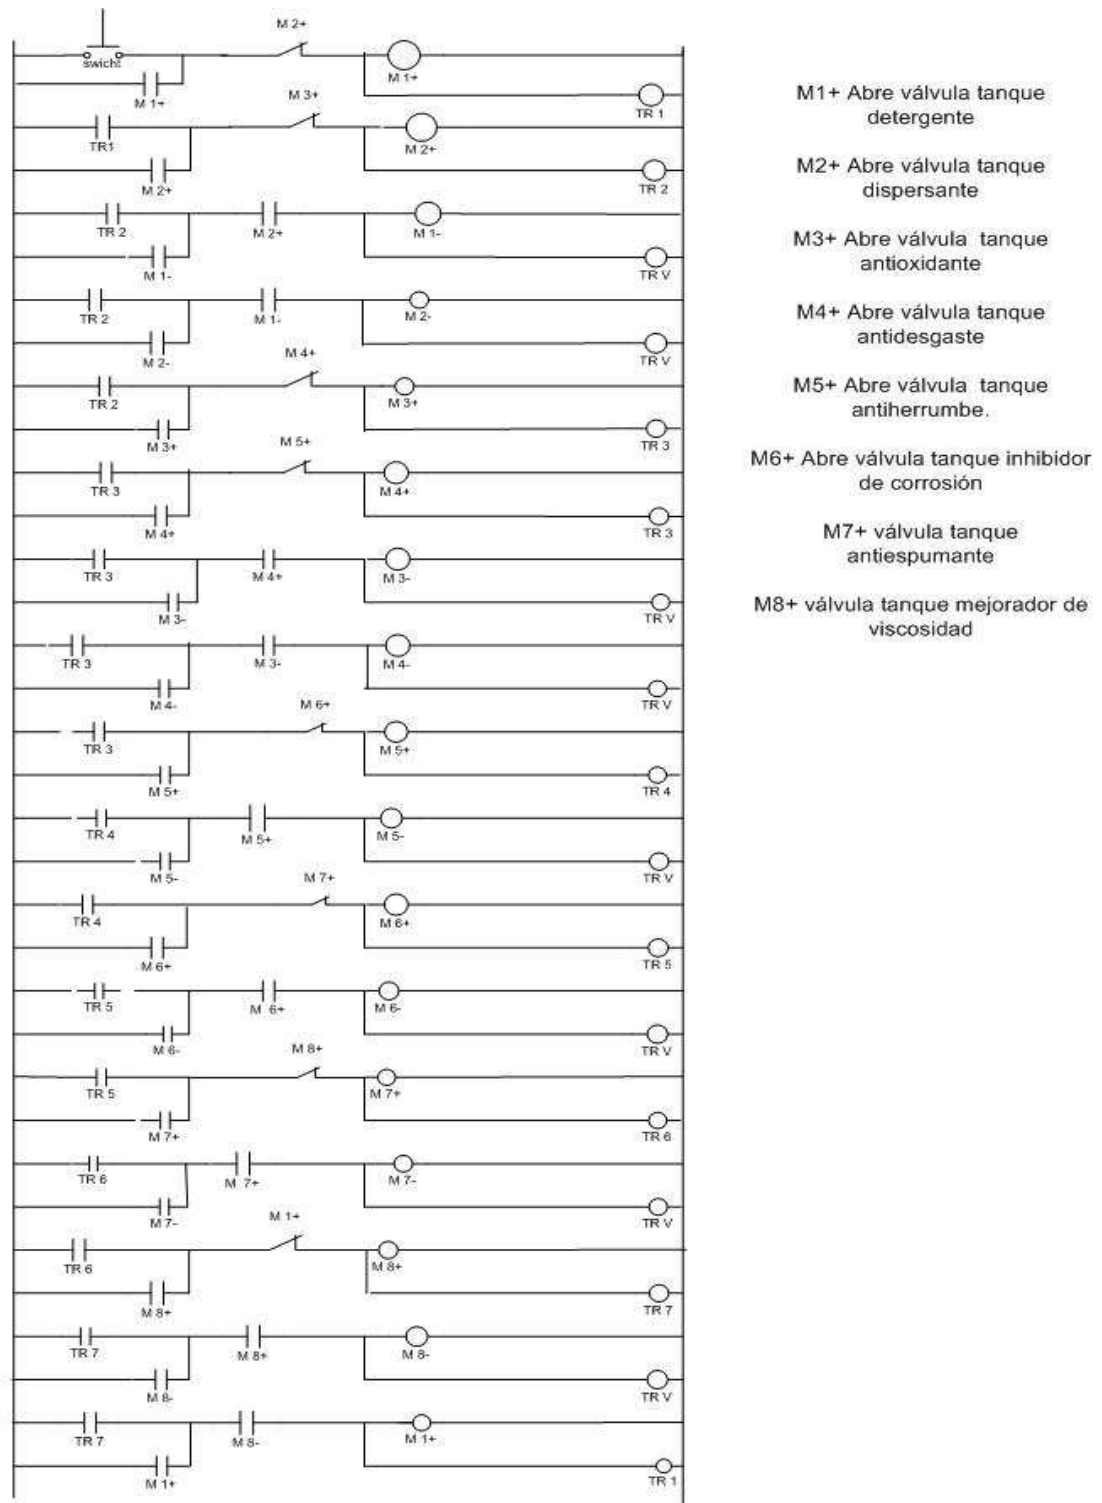 M 2+
swicht
M 1+
M 1+
TR 1
M 3+
TR1
M 2+
M 2+
TR 2
TR 2
M 2+
M 1-
M 1-
TR V
TR 2
M 1-
M 2-
M 2-
TR V
M 4+
TR 2
M 3+
M 3+
TR 3
M 5+
TR 3
M 4+
M 4+
TR 3
TR 3
M 4+
M 3-
M 3-
TR V
TR 3
M 3-
M 4-
M 4-
TR V
M 6+
TR 3
M 5+
M 5+
TR 4
TR 4
M 5+
M 5-
M 5-
TR V
M 7+
TR 4
M 6+
M 6+
TR 5
TR 5
M 6+
M 6-
M 6-
TR V
M 8+
TR 5
M 7+
M 7+
TR 6
TR 6
M 7+
M 7-
M 7-
TR V
M 1+
TR 6
M 8+
M 8+
TR 7
TR 7
M 8+
M 8-
M 8-
TR V
TR 7
M 8-
M 1+
M 1+
TR 1
M1+ Abre válvula tanque
detergente
M2+ Abre válvula tanque
dispersante
M3+ Abre válvula tanque
antioxidante
M4+ Abre válvula tanque
antidesgaste
M5+ Abre válvula tanque
antiherrumbe.
M6+ Abre válvula tanque inhibidor
de corrosión
M7+ válvula tanque
antiespumante
M8+ válvula tanque mejorador de
viscosidad